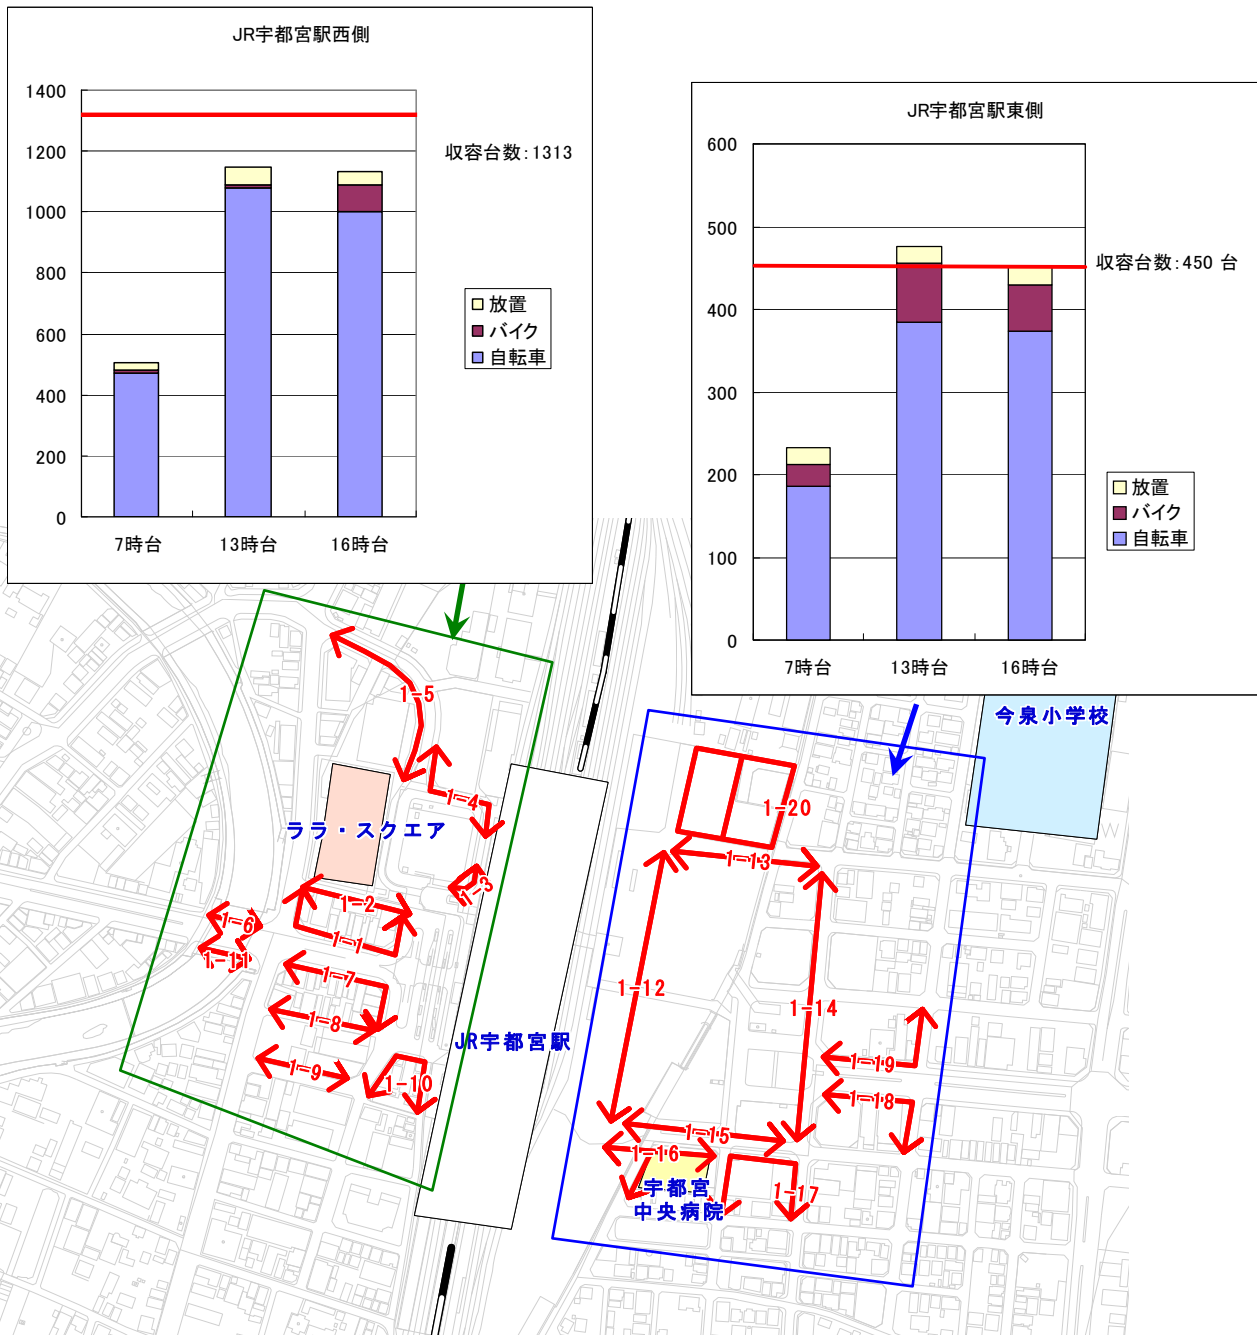 JR宇都宮駅西側
1400
1200
1000
800
600
400
200
0
7時台
13時台
16時台
収容台数:1313
放置
バイク
自転車
JR宇都宮駅東側
600
500
400
300
200
100
0
7時台
13時台
16時台
収容台数:450 台
放置
バイク
自転車
今泉小学校
1-5
1-4
ララ・スクエア
1-20
1-13
1-3
1-2
1-6
1-1
1-11
1-7
1-12
1-8
1-14
JR宇都宮駅
1-9
1-10
1-19
1-18
1-15
1-16
1-17
宇都宮
中央病院